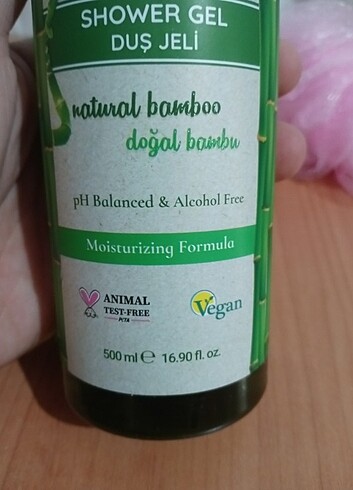 SHOWER GEL
DUŞ JELİ
natural bamboo
doğal bambu
pH Balanced & Alcohol Free
Moisturizing Formula
ANIMAL
TEST-FREE
PETA
Vegan
500 ml ℮ 16.90 fl. oz.